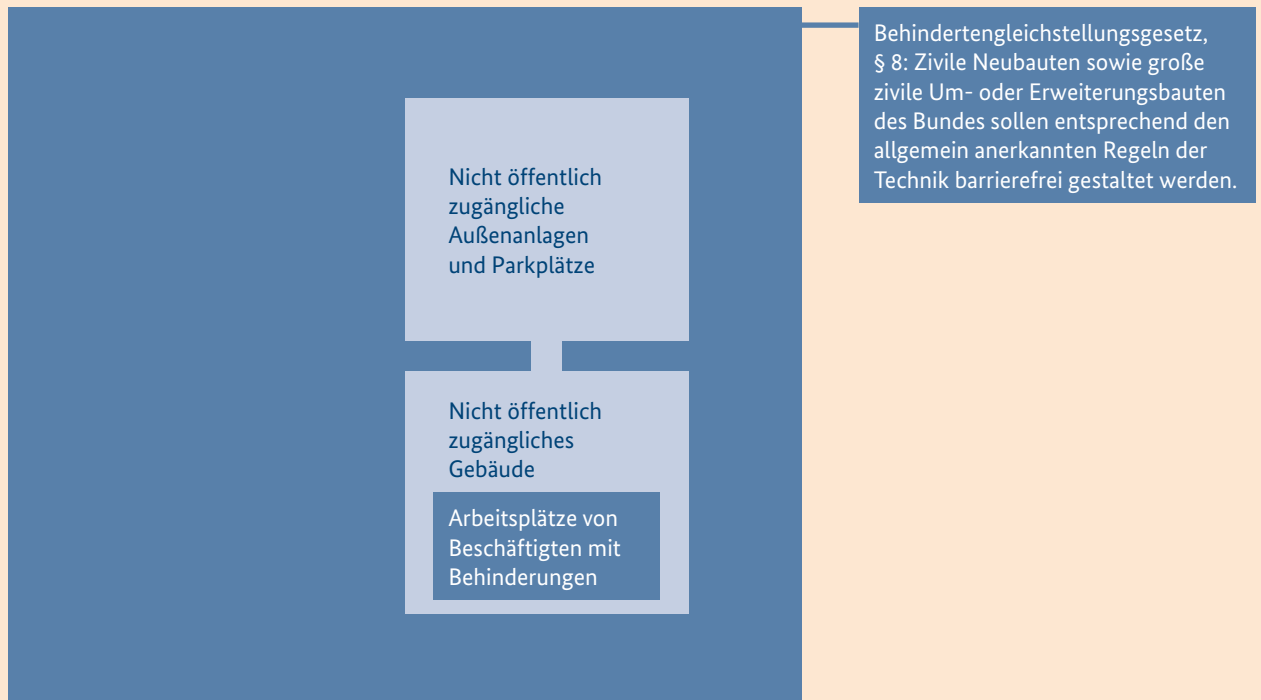 Behindertengleichstellungsgesetz,
§ 8: Zivile Neubauten sowie große
zivile Um- oder Erweiterungsbauten
des Bundes sollen entsprechend den
allgemein anerkannten Regeln der
Technik barrierefrei gestaltet werden.
Nicht öffentlich
zugängliche
Außenanlagen
und Parkplätze
Nicht öffentlich
zugängliches
Gebäude
Arbeitsplätze von
Beschäftigten mit
Behinderungen